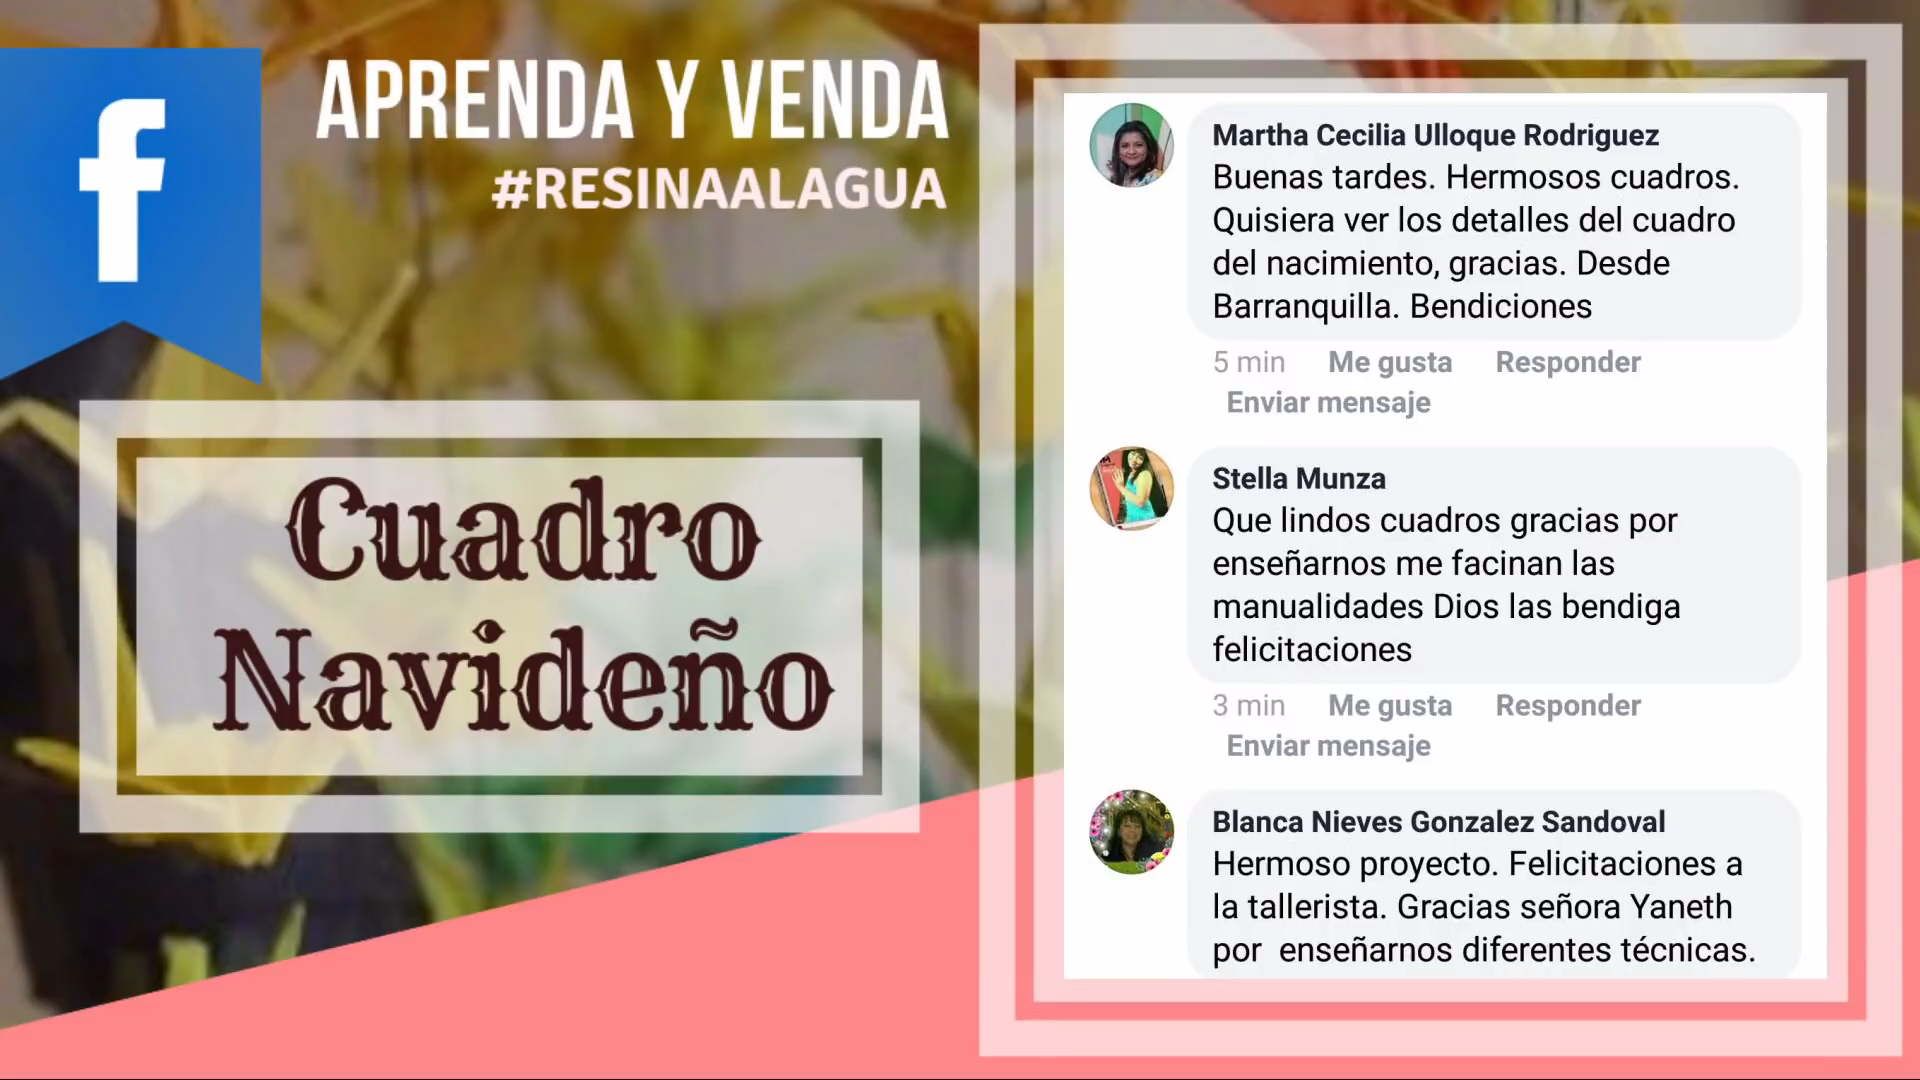 f
APRENDA Y VENDA
#RESINAALAGUA
Cuadro
Navideño
Martha Cecilia Ulloque Rodriguez
Buenas tardes. Hermosos cuadros.
Quisiera ver los detalles del cuadro
del nacimiento, gracias. Desde
Barranquilla. Bendiciones
5 min Me gusta Responder
Enviar mensaje
Stella Munza
Que lindos cuadros gracias por
enseñarnos me facinan las
manualidades Dios las bendiga
felicitaciones
3 min Me gusta Responder
Enviar mensaje
Blanca Nieves Gonzalez Sandoval
Hermoso proyecto. Felicitaciones a
la tallerista. Gracias señora Yaneth
por  enseñarnos diferentes técnicas.